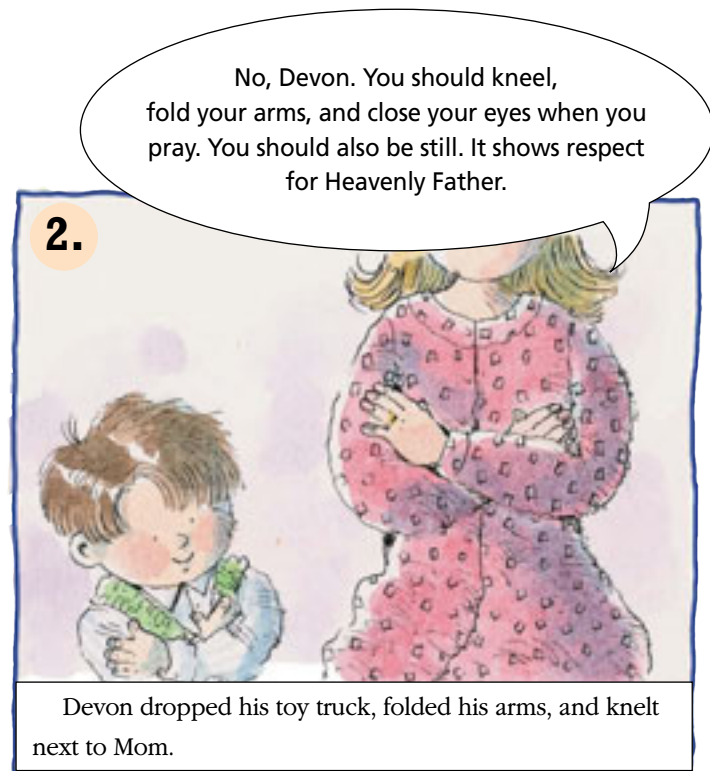 No, Devon. You should kneel,
fold your arms, and close your eyes when you
pray. You should also be still. It shows respect
for Heavenly Father.
2.
Devon dropped his toy truck, folded his arms, and knelt
next to Mom.